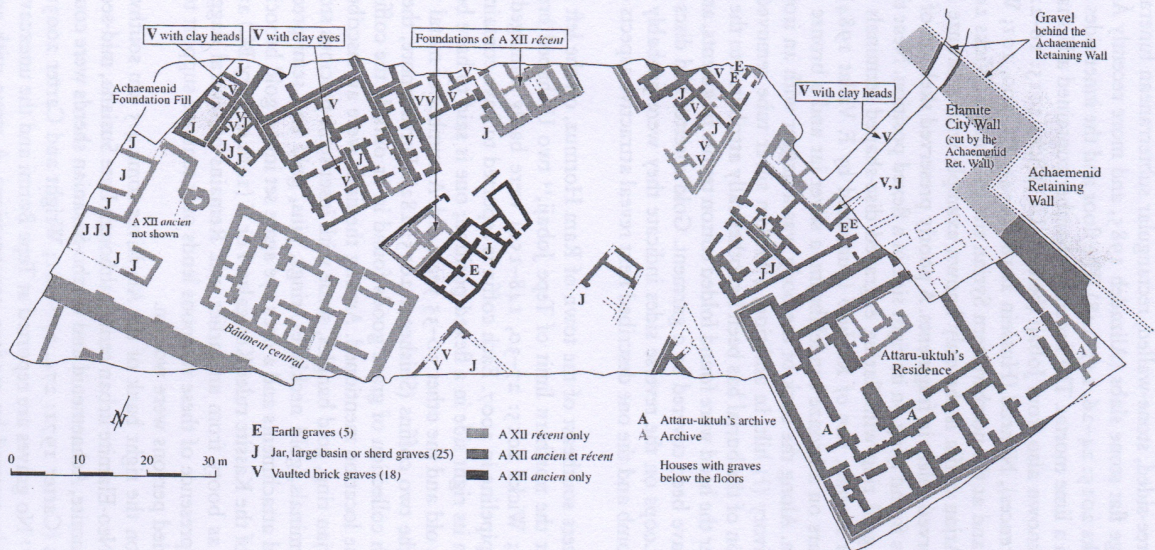 V with clay heads
V with clay eyes
Foundations of A XII récent
Gravel
behind the
Achaemenid
Retaining Wall
Achaemenid
Foundation Fill
V with clay heads
Elamite
City Wall
(cut by the
Achaemenid
Ret. Wall)
Achaemenid
Retaining
Wall
J
V
V
V
J
J
J
J
J
J
J
J J J
J
J
A XII ancien
not shown
Bâtiment central
V
V
J
V
V
V
V V
V
V
V
J
J
E
V
V
J
J
V
V
E
E
J
V
J
V
V
V
V, J
E
E
J
J
J
J
Attaru-uktuh's
Residence
A
A
A
N
0 10 20 30 m
E Earth graves (5)
J Jar, large basin or sherd graves (25)
V Vaulted brick graves (18)
A XII récent only
A XII ancien et récent
A XII ancien only
A Attaru-uktuh's archive
A Archive
Houses with graves
below the floors